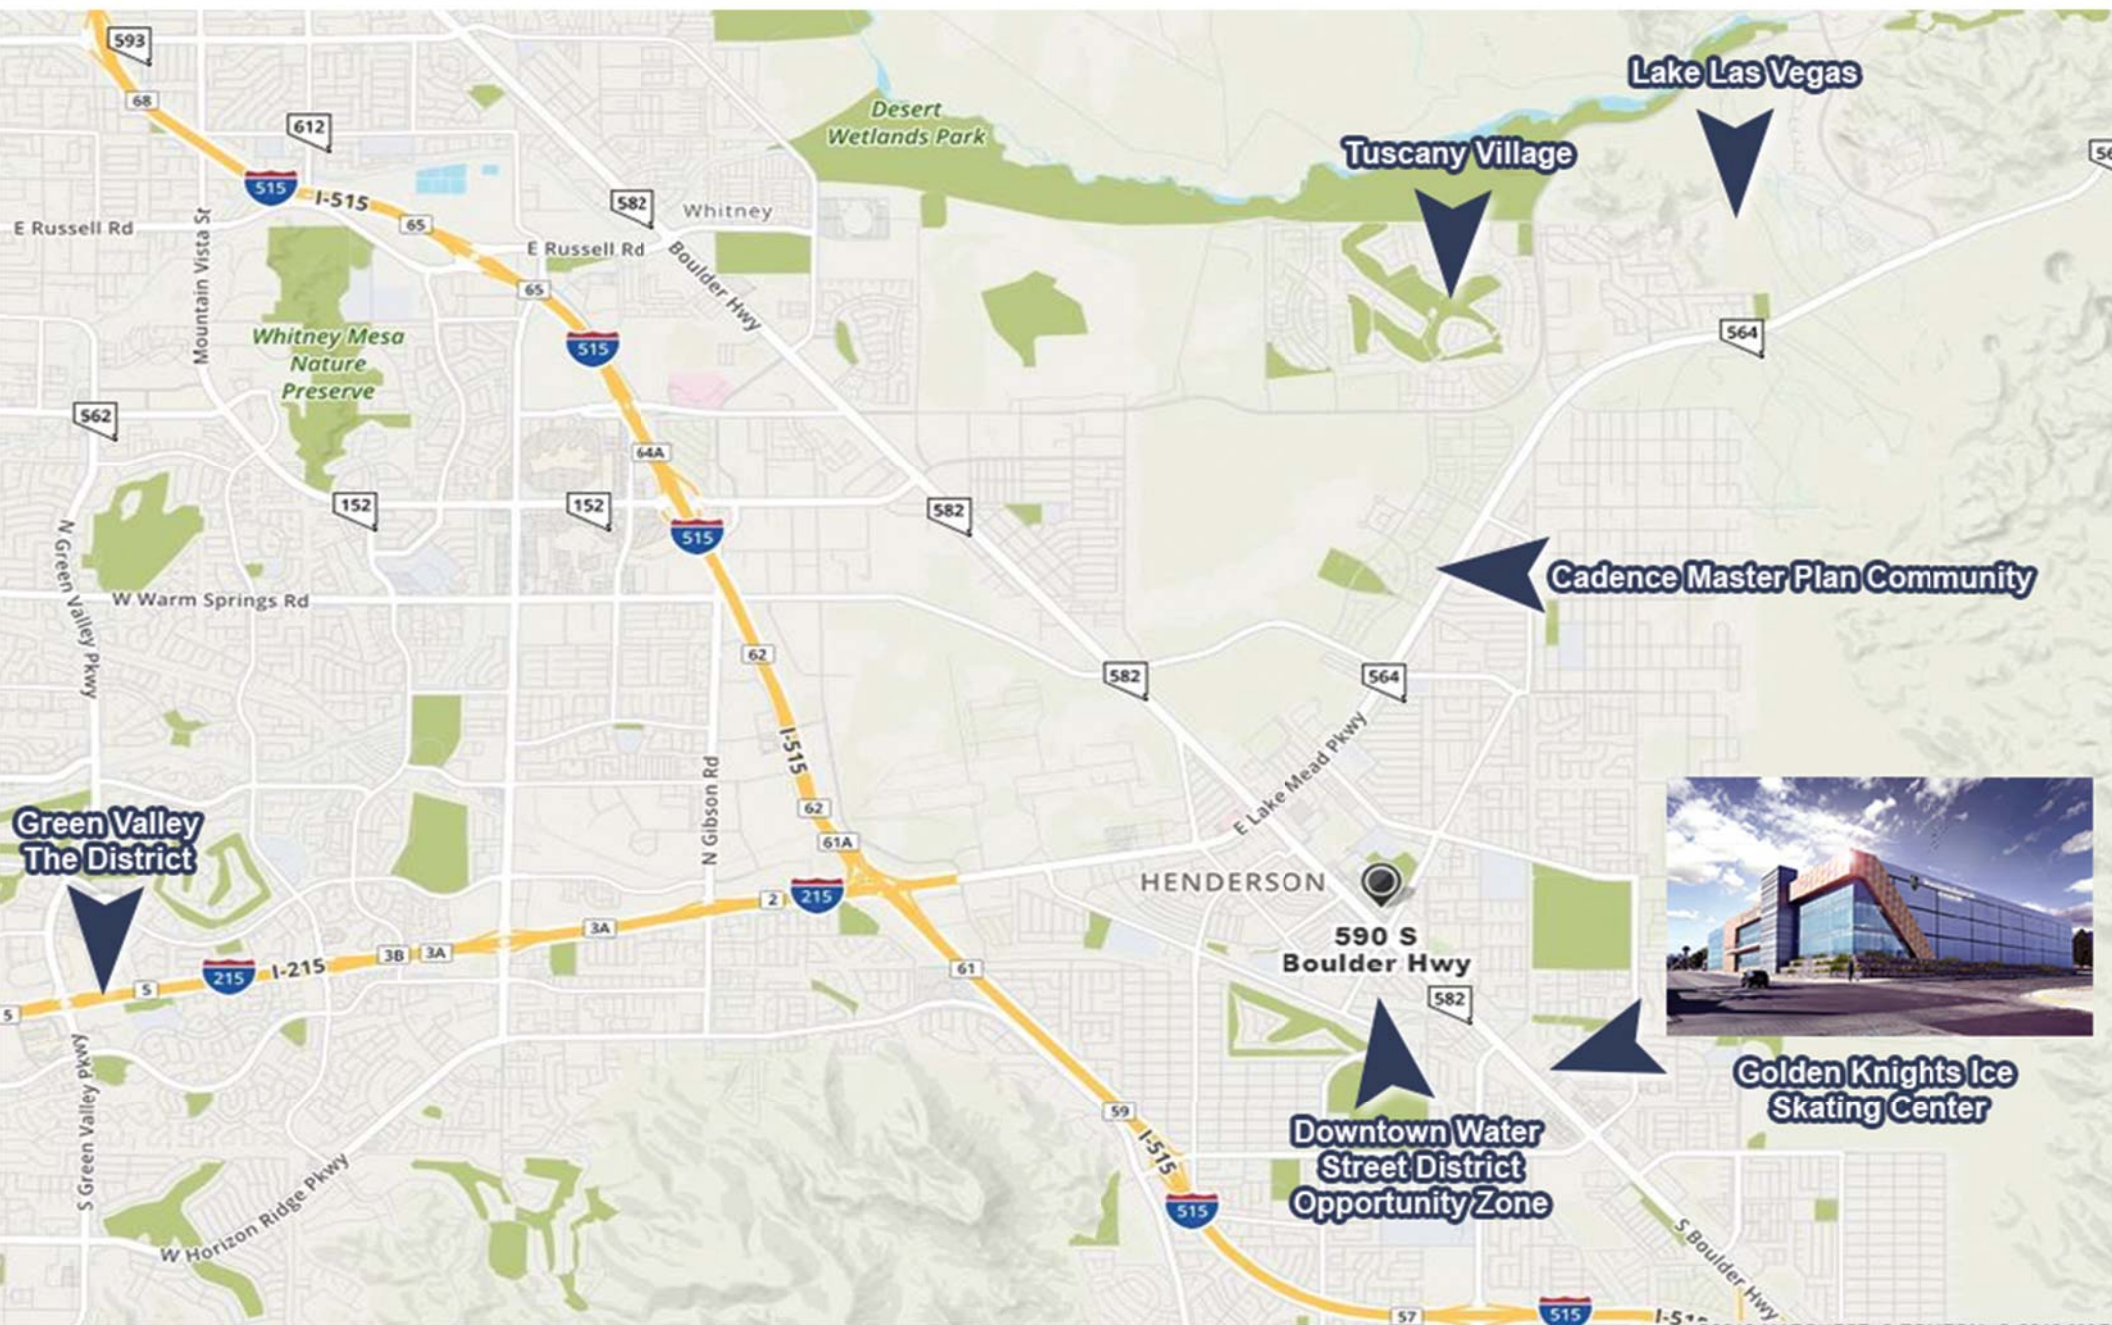 593
68
Lake Las Vegas
Desert
Wetlands Park
612
Tuscany Village
515
I-515
582
Whitney
65
E Russell Rd
E Russell Rd
Mountain Vista St
Boulder Hwy
65
515
564
Whitney Mesa
Nature
Preserve
562
64A
152
152
515
582
N Green Valley Pkwy
Cadence Master Plan Community
W Warm Springs Rd
62
582
564
I-515
E Lake Mead Pkwy
N Gibson Rd
62
61A
Green Valley
The District
HENDERSON
215
2
3A
3B
3A
590 S
Boulder Hwy
61
215
I-215
5
5
582
S Green Valley Pkwy
Golden Knights Ice
Skating Center
59
I-515
Downtown Water
Street District
Opportunity Zone
515
W Horizon Ridge Pkwy
S Boulder Hwy
57
515